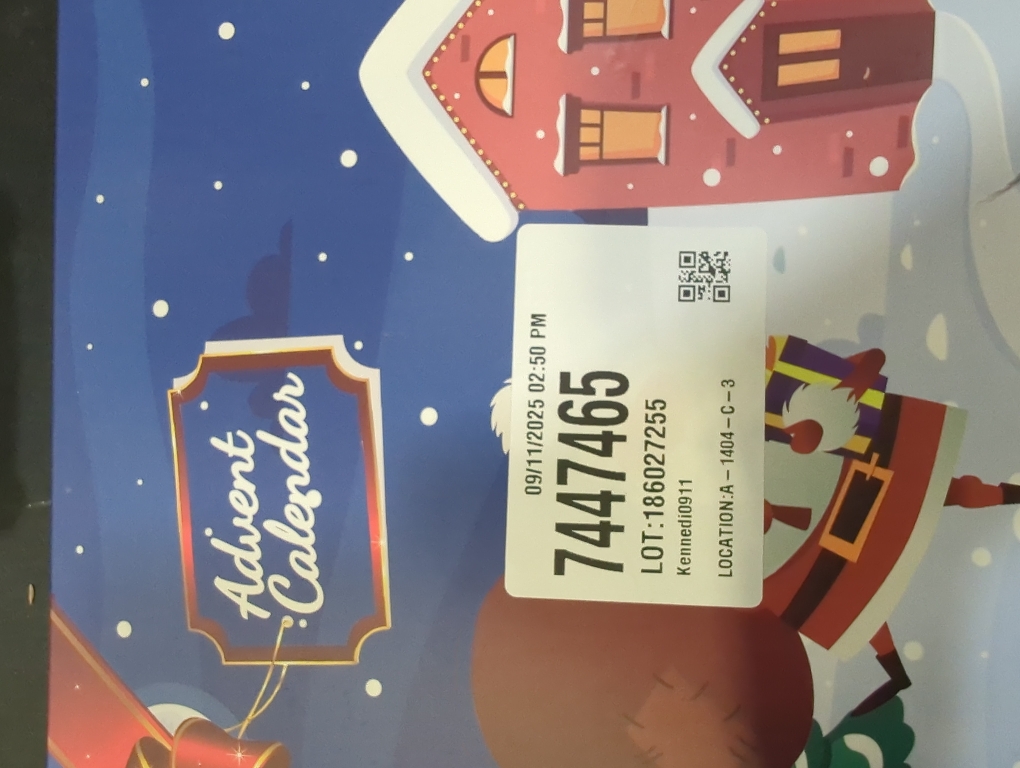 Advent
Calendar
09/11/2025 02:50 PM
7447465
LOT:186027255
Kennedi0911
LOCATION:A-1404-C-3